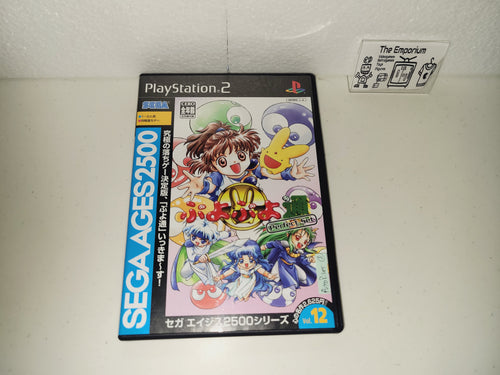 The Emporium
PlayStation 2
SEGA
SEGA AGES 2500
究極の落ちゲー決定版、「ぷよ通」いっきま〜す!
ぷよぷよ通
Perfect Set
セガ エイジス2500シリーズ
Vol. 12